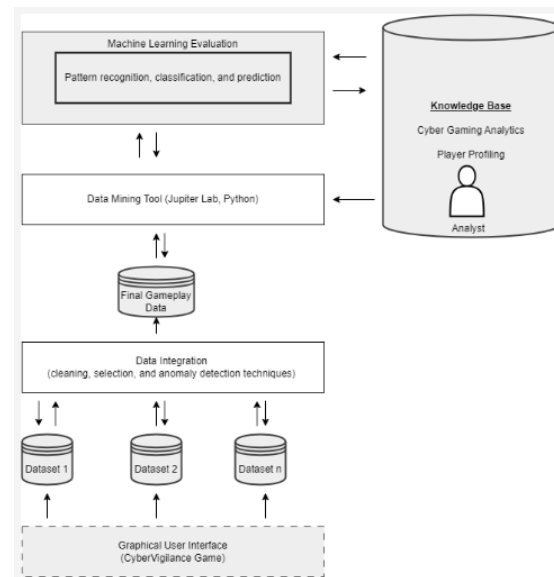 Machine Learning Evaluation
Pattern recognition, classification, and prediction
Knowledge Base
Cyber Gaming Analytics
Player Profiling
Analyst
Data Mining Tool (Jupiter Lab, Python)
Final Gameplay
Data
Data Integration
(cleaning, selection, and anomaly detection techniques)
Dataset 1
Dataset 2
Dataset n
Graphical User Interface
(CyberVigilance Game)